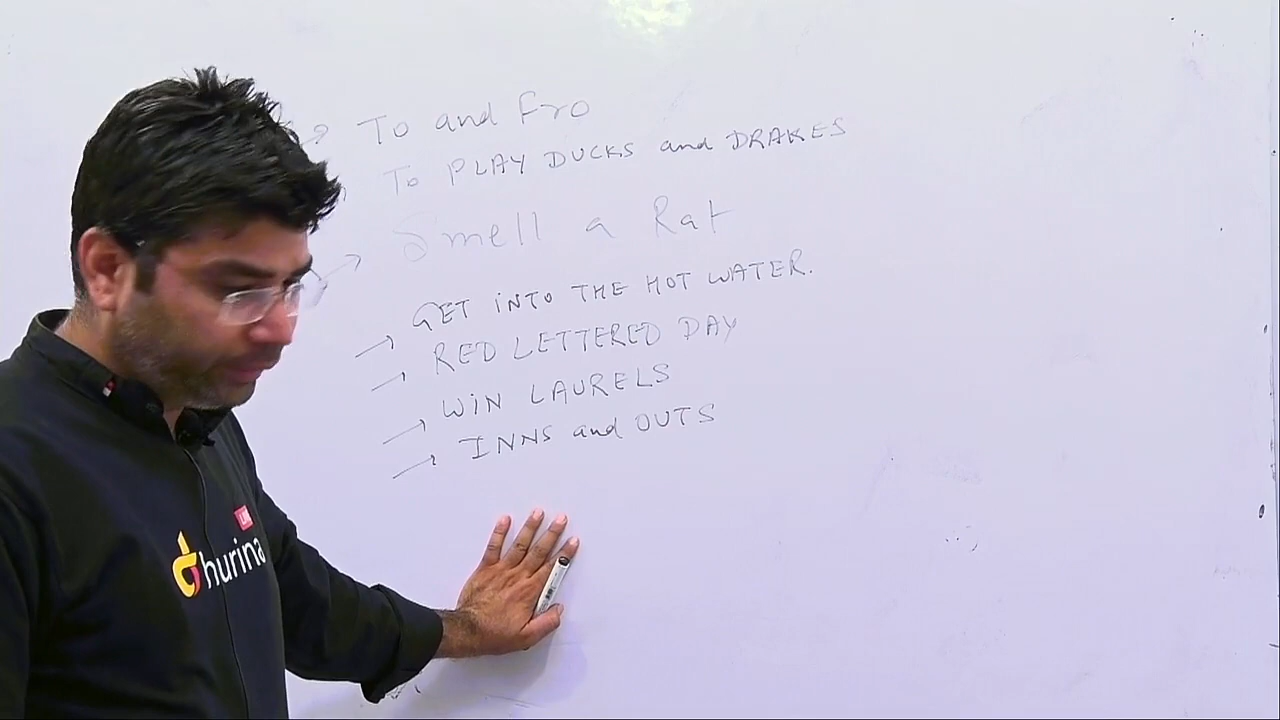 To and Fro
To PLAY DUCKS and DRAKES
Smell a Rat
GET INTO THE HOT WATER.
RED LETTERED DAY
WIN LAURELS
INNS and OUTS
LIVE
dhurina